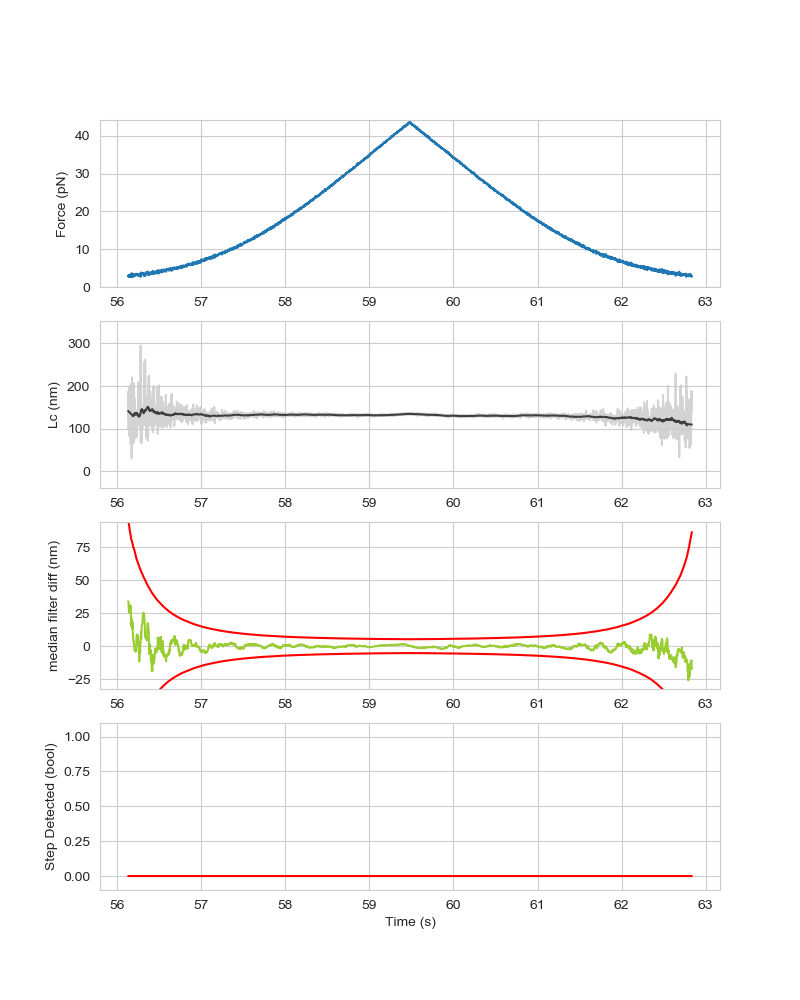 Force (pN)
40
30
20
10
0
56 57 58 59 60 61 62 63
Lc (nm)
300
200
100
0
56 57 58 59 60 61 62 63
median filter diff (nm)
75
50
25
0
−25
56 57 58 59 60 61 62 63
Step Detected (bool)
1.00
0.75
0.50
0.25
0.00
56 57 58 59 60 61 62 63
Time (s)